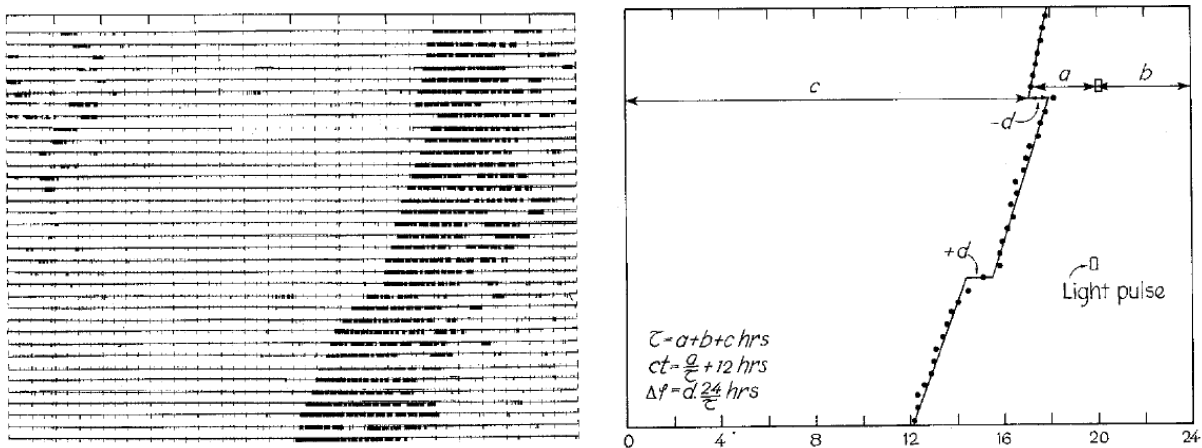 a
b
c
-d
+d
Light pulse
τ=a+b+c hrs
ct=a/τ+12 hrs
Δφ=d.24/τ hrs
0 4 8 12 16 20 24